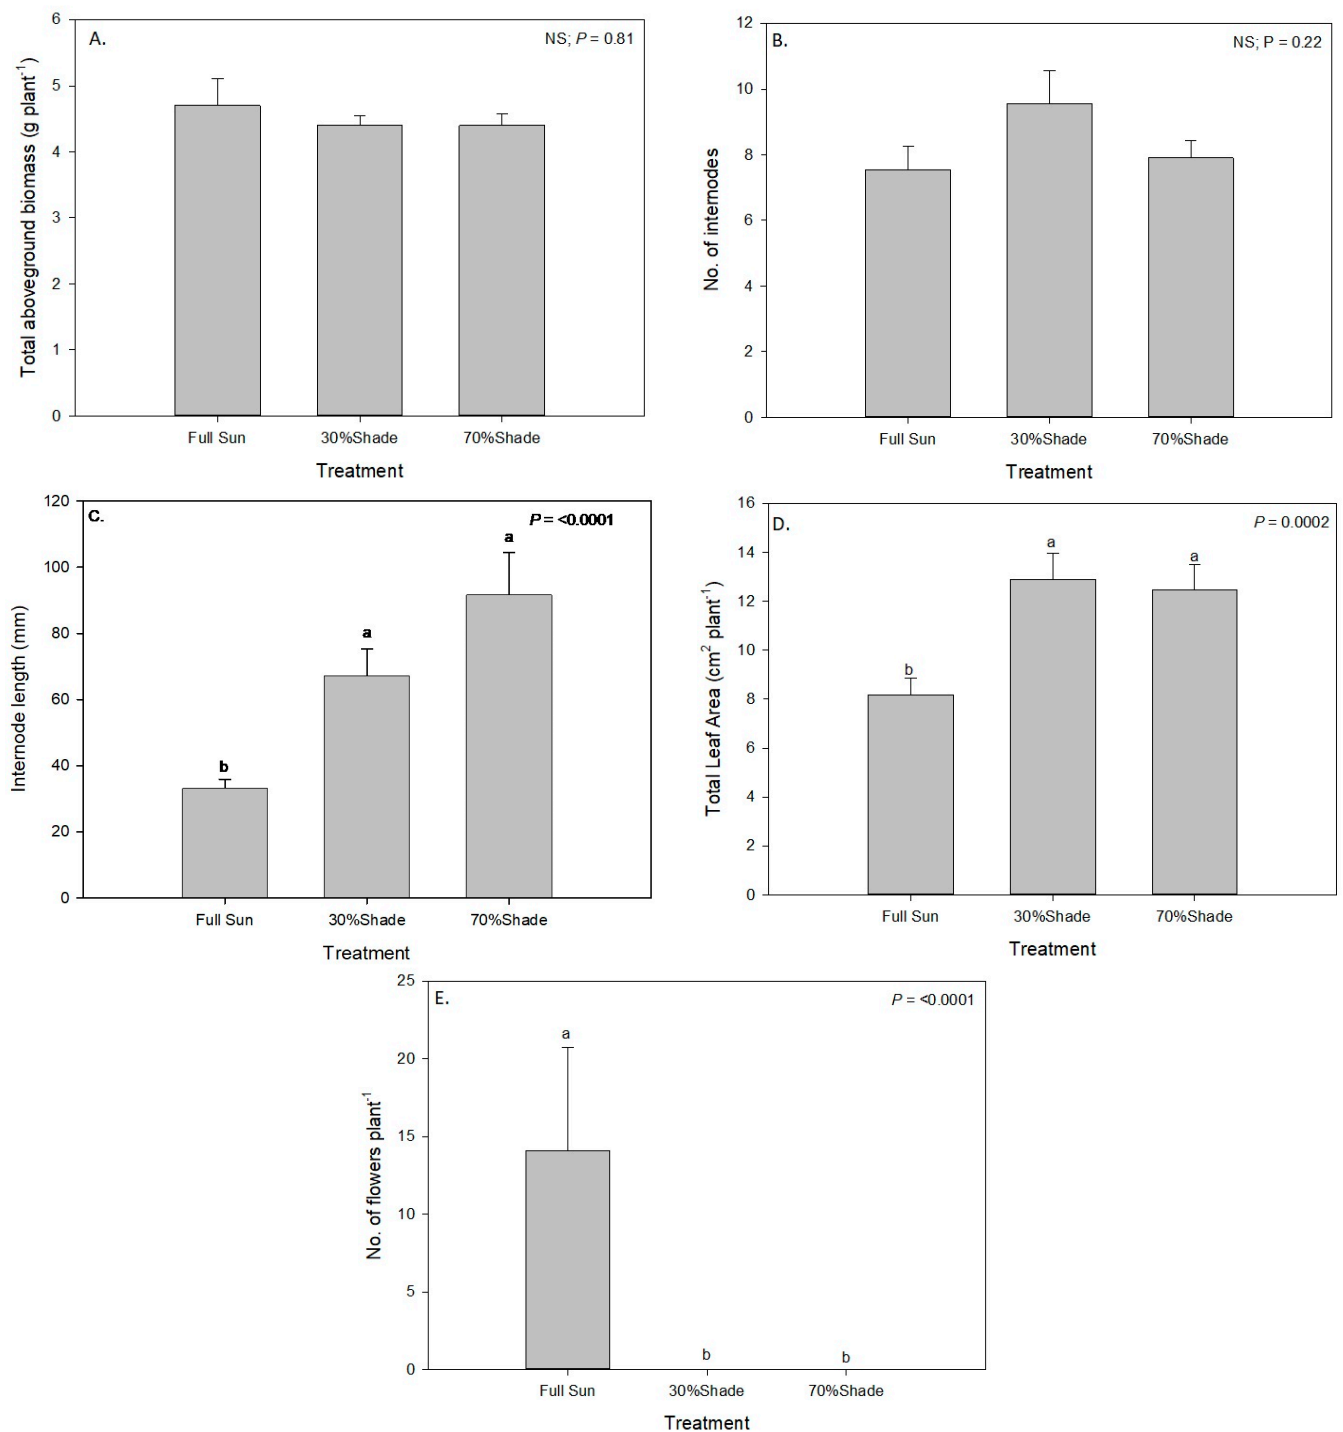 A.
NS; P = 0.81
Total aboveground biomass (g plant⁻¹)
6
5
4
3
2
1
0
Full Sun 30%Shade 70%Shade
Treatment
B.
NS; P = 0.22
No. of internodes
12
10
8
6
4
2
0
Full Sun 30%Shade 70%Shade
Treatment
C.
P = <0.0001
Internode length (mm)
120
100
80
60
40
20
0
b
a
a
Full Sun 30%Shade 70%Shade
Treatment
D.
P = 0.0002
Total Leaf Area (cm² plant⁻¹)
16
14
12
10
8
6
4
2
0
b
a
a
Full Sun 30%Shade 70%Shade
Treatment
E.
P = <0.0001
No. of flowers plant⁻¹
25
20
15
10
5
0
a
b
b
Full Sun 30%Shade 70%Shade
Treatment